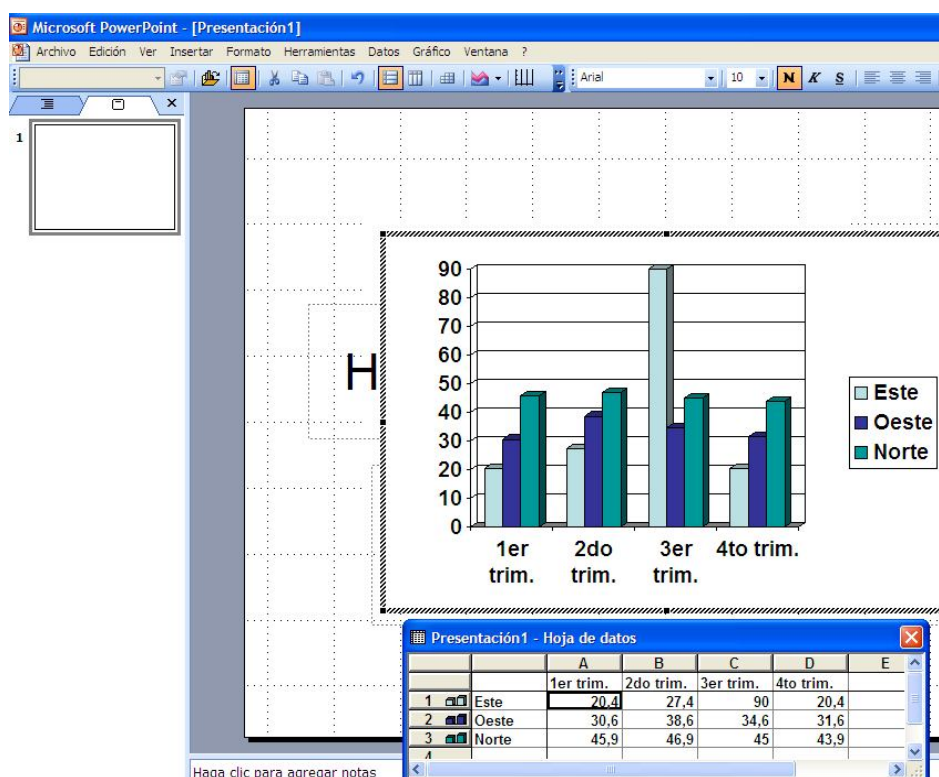 Microsoft PowerPoint - [Presentación1]
Archivo Edición Ver Insertar Formato Herramientas Datos Gráfico Ventana ?
Arial 10 N K S
1
H
90
80
70
60
50
40
30
20
10
0
1er trim. 2do trim. 3er trim. 4to trim.
Este
Oeste
Norte
Presentación1 - Hoja de datos
A B C D E
1er trim. 2do trim. 3er trim. 4to trim.
1 Este 20,4 27,4 90 20,4
2 Oeste 30,6 38,6 34,6 31,6
3 Norte 45,9 46,9 45 43,9
4
Haga clic para agregar notas